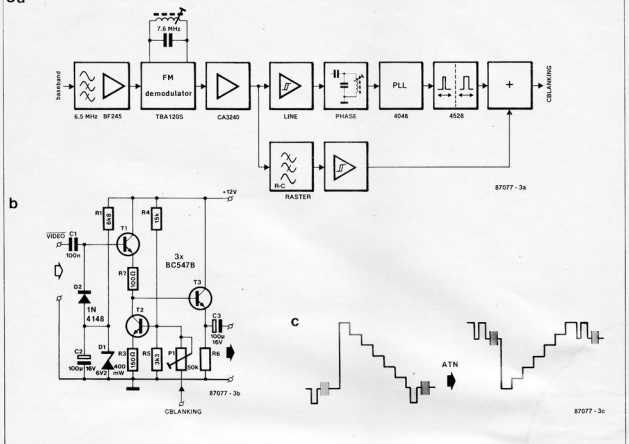 7.6 MHz
baseband
6.5 MHz BF245
FM
demodulator
TBA120S
CA3240
LINE
PHASE
PLL
4046
4528
+
CBLANKING
R-C
RASTER
87077 - 3a
b
+12V
R1
6k8
R4
15k
VIDEO
C1
100n
T1
3x
BC547B
R?
100Ω
T3
D2
1N
4148
T2
C3
100µ
16V
C2
100µ 16V
D1
400
mW
6V2
R3
150Ω
R5
3k3
P1
50k
R6
CBLANKING
87077 - 3b
c
ATN
87077 - 3c